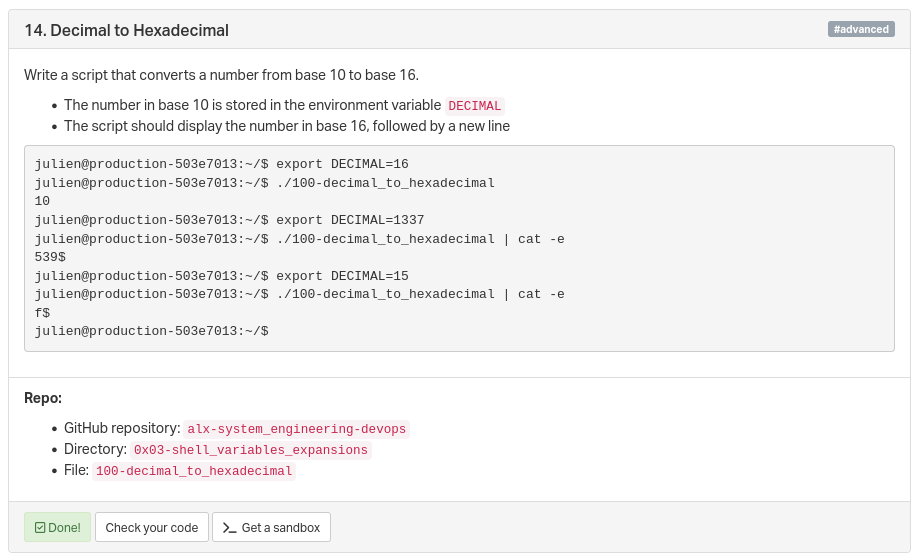 14. Decimal to Hexadecimal
#advanced
Write a script that converts a number from base 10 to base 16.
• The number in base 10 is stored in the environment variable DECIMAL
• The script should display the number in base 16, followed by a new line
julien@production-503e7013:~/$ export DECIMAL=16
julien@production-503e7013:~/$ ./100-decimal_to_hexadecimal
10
julien@production-503e7013:~/$ export DECIMAL=1337
julien@production-503e7013:~/$ ./100-decimal_to_hexadecimal | cat -e
539$
julien@production-503e7013:~/$ export DECIMAL=15
julien@production-503e7013:~/$ ./100-decimal_to_hexadecimal | cat -e
f$
julien@production-503e7013:~/$
Repo:
• GitHub repository: alx-system_engineering-devops
• Directory: 0x03-shell_variables_expansions
• File: 100-decimal_to_hexadecimal
Done! Check your code >_ Get a sandbox